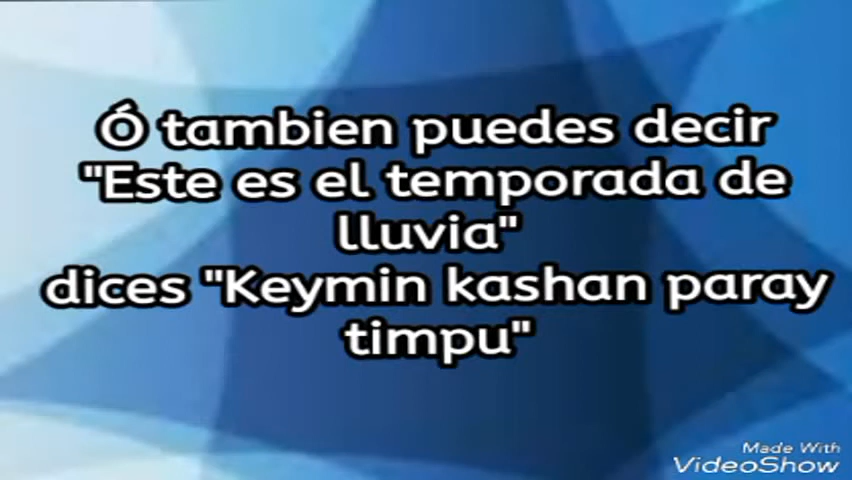 Ó tambien puedes decir
"Este es el temporada de
lluvia"
dices "Keymin kashan paray
timpu"
Made With
VideoShow